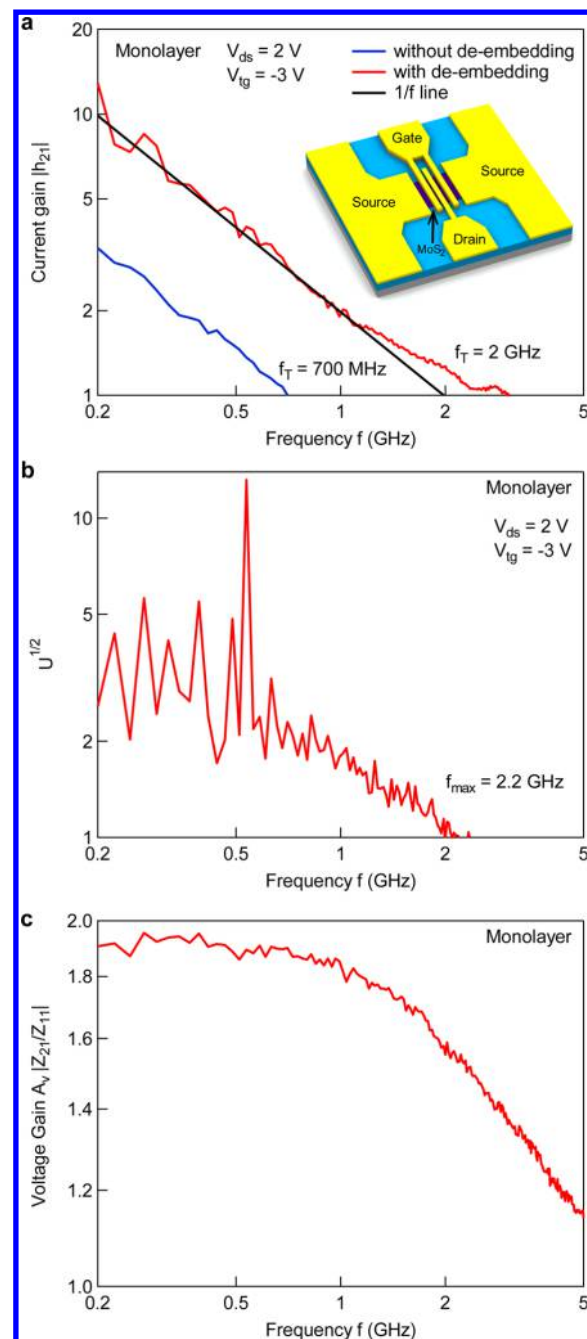 a
Monolayer
V_ds = 2 V
V_tg = -3 V
without de-embedding
with de-embedding
1/f line
Gate
Source
Source
Drain
MoS₂
f_T = 700 MHz
f_T = 2 GHz
Current gain |h₂₁|
20
10
5
2
1
0.2
0.5
1
2
5
Frequency f (GHz)
b
Monolayer
V_ds = 2 V
V_tg = -3 V
f_max = 2.2 GHz
U^1/2
10
5
2
1
0.2
0.5
1
2
5
Frequency f (GHz)
c
Monolayer
Voltage Gain A_v |Z₂₁/Z₁₁|
2.0
1.8
1.6
1.4
1.2
1.0
0.2
0.5
1
2
5
Frequency f (GHz)